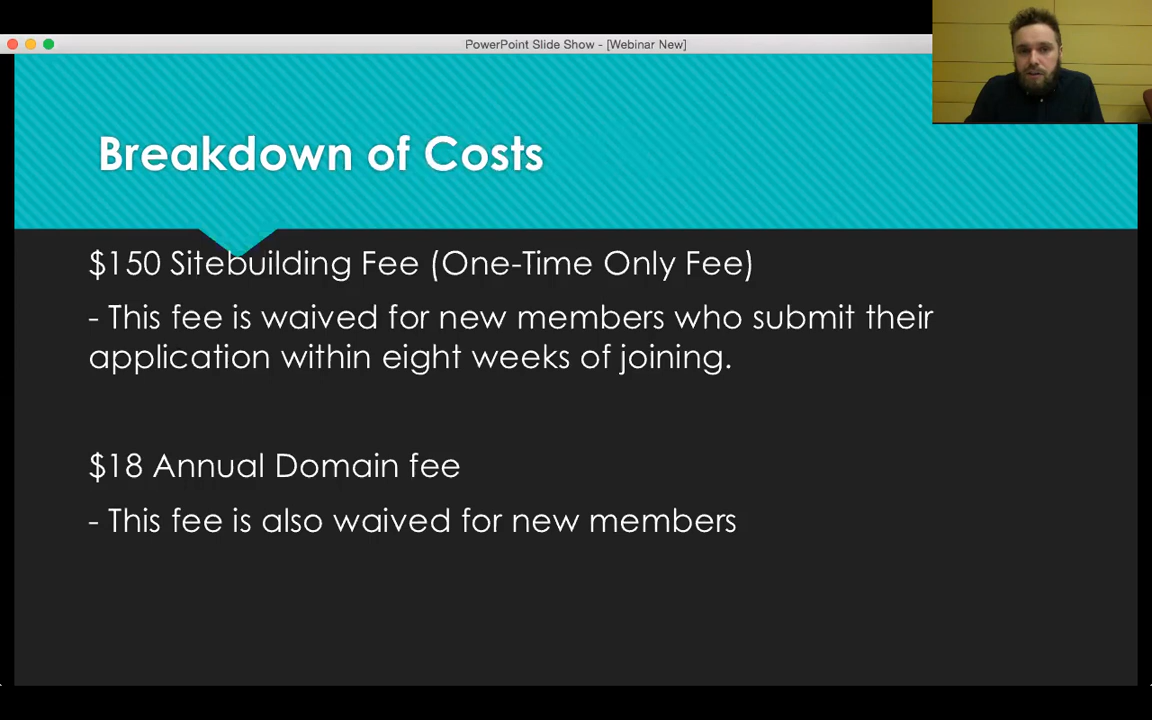 PowerPoint Slide Show - [Webinar New]
Breakdown of Costs
$150 Sitebuilding Fee (One-Time Only Fee)
- This fee is waived for new members who submit their
application within eight weeks of joining.
$18 Annual Domain fee
- This fee is also waived for new members